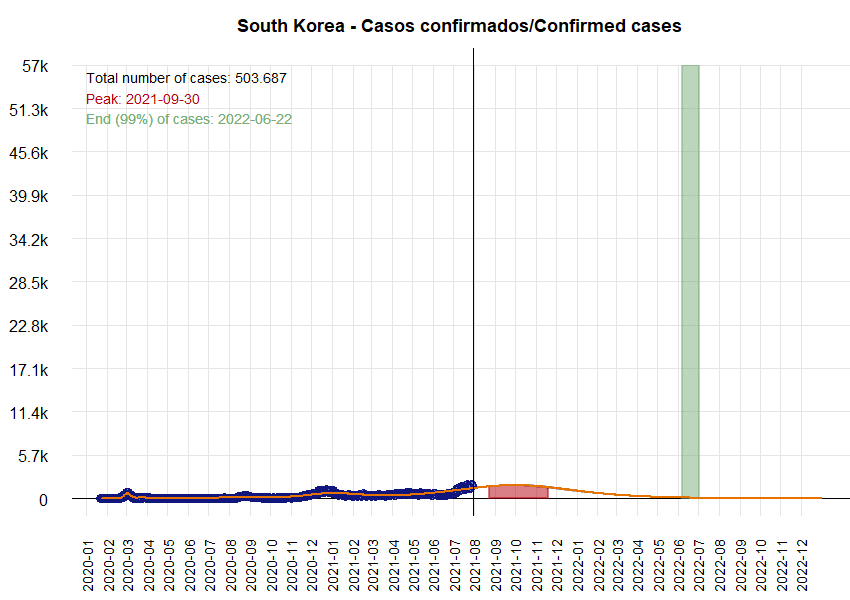 South Korea - Casos confirmados/Confirmed cases
57k
Total number of cases: 503.687
Peak: 2021-09-30
End (99%) of cases: 2022-06-22
51.3k
45.6k
39.9k
34.2k
28.5k
22.8k
17.1k
11.4k
5.7k
0
2020-01
2020-02
2020-03
2020-04
2020-05
2020-06
2020-07
2020-08
2020-09
2020-10
2020-11
2020-12
2021-01
2021-02
2021-03
2021-04
2021-05
2021-06
2021-07
2021-08
2021-09
2021-10
2021-11
2021-12
2022-01
2022-02
2022-03
2022-04
2022-05
2022-06
2022-07
2022-08
2022-09
2022-10
2022-11
2022-12